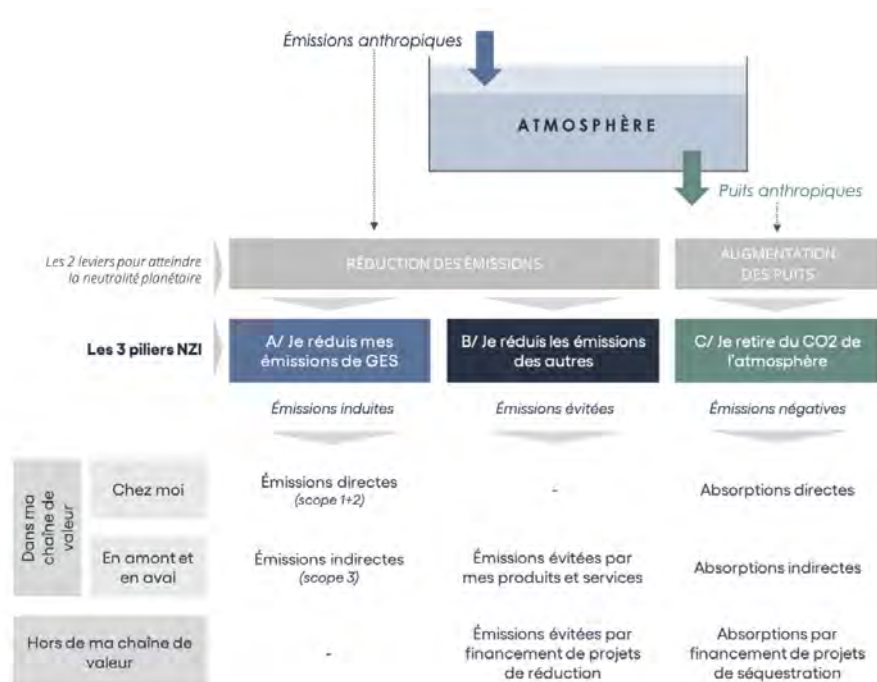 Émissions anthropiques
ATMOSPHÈRE
Puits anthropiques
Les 2 leviers pour atteindre
la neutralité planétaire
RÉDUCTION DES ÉMISSIONS
AUGMENTATION
DES PUITS
Les 3 piliers NZI
A/ Je réduis mes
émissions de GES
B/ Je réduis les émissions
des autres
C/ Je retire du CO2 de
l'atmosphère
Émissions induites
Émissions évitées
Émissions négatives
Dans ma
chaîne de
valeur
Chez moi
Émissions directes
(scope 1+2)
-
Absorptions directes
En amont et
en aval
Émissions indirectes
(scope 3)
Émissions évitées par
mes produits et services
Absorptions indirectes
Hors de ma chaîne de
valeur
-
Émissions évitées par
financement de projets
de réduction
Absorptions par
financement de projets
de séquestration